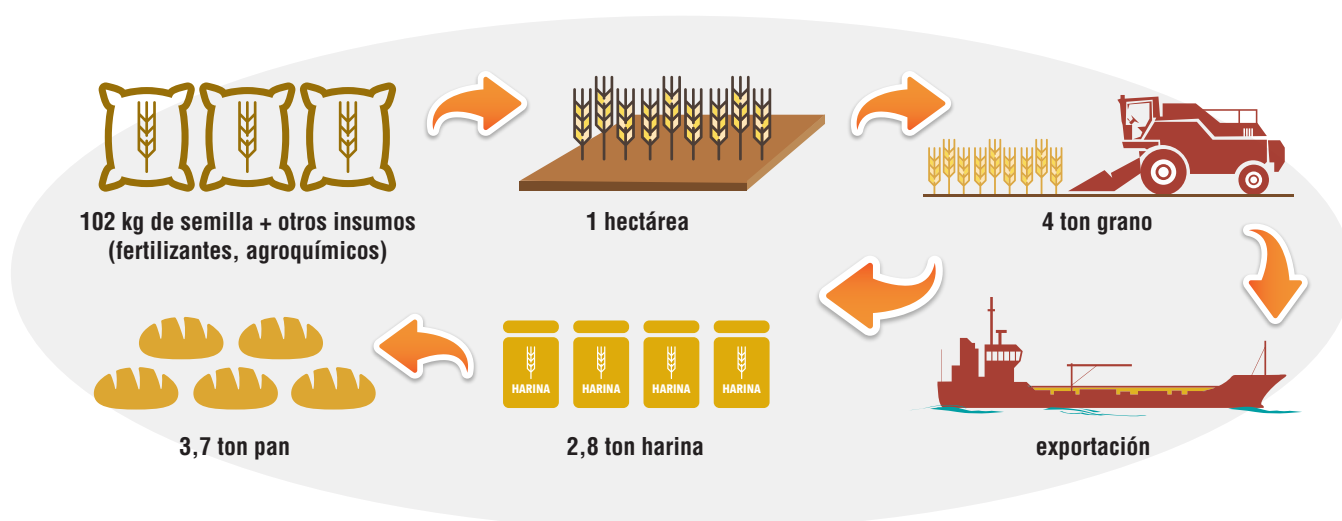 102 kg de semilla + otros insumos
(fertilizantes, agroquímicos)
1 hectárea
4 ton grano
exportación
HARINA
HARINA
HARINA
HARINA
2,8 ton harina
3,7 ton pan